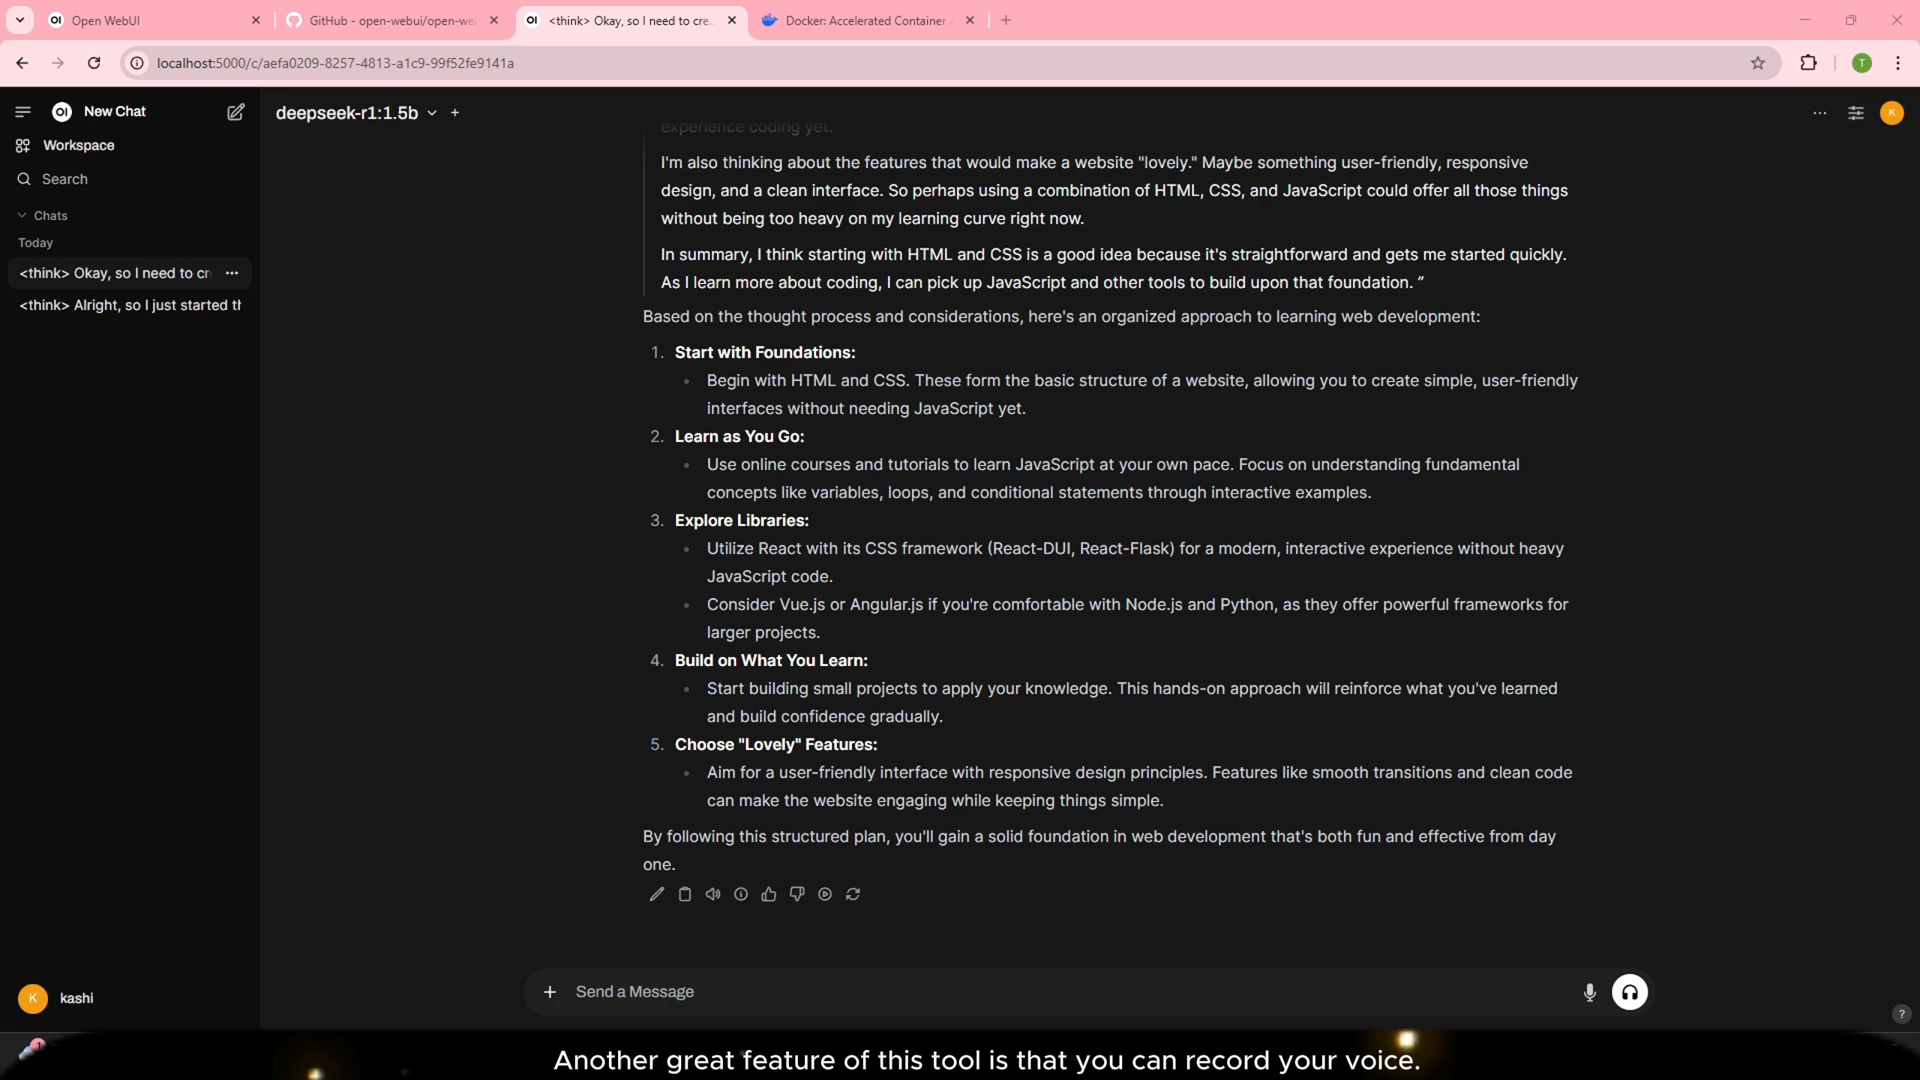 Open WebUI
GitHub - open-webui/open-we
<think> Okay, so I need to cre
Docker: Accelerated Container
localhost:5000/c/aefa0209-8257-4813-a1c9-99f52fe9141a
T
OI New Chat
deepseek-r1:1.5b
K
Workspace
Search
Chats
Today
<think> Okay, so I need to cr
<think> Alright, so I just started th
experience coding yet.
I'm also thinking about the features that would make a website "lovely." Maybe something user-friendly, responsive
design, and a clean interface. So perhaps using a combination of HTML, CSS, and JavaScript could offer all those things
without being too heavy on my learning curve right now.
In summary, I think starting with HTML and CSS is a good idea because it's straightforward and gets me started quickly.
As I learn more about coding, I can pick up JavaScript and other tools to build upon that foundation. ”
Based on the thought process and considerations, here's an organized approach to learning web development:
1. Start with Foundations:
Begin with HTML and CSS. These form the basic structure of a website, allowing you to create simple, user-friendly
interfaces without needing JavaScript yet.
2. Learn as You Go:
Use online courses and tutorials to learn JavaScript at your own pace. Focus on understanding fundamental
concepts like variables, loops, and conditional statements through interactive examples.
3. Explore Libraries:
Utilize React with its CSS framework (React-DUI, React-Flask) for a modern, interactive experience without heavy
JavaScript code.
Consider Vue.js or Angular.js if you're comfortable with Node.js and Python, as they offer powerful frameworks for
larger projects.
4. Build on What You Learn:
Start building small projects to apply your knowledge. This hands-on approach will reinforce what you've learned
and build confidence gradually.
5. Choose "Lovely" Features:
Aim for a user-friendly interface with responsive design principles. Features like smooth transitions and clean code
can make the website engaging while keeping things simple.
By following this structured plan, you'll gain a solid foundation in web development that's both fun and effective from day
one.
Send a Message
K kashi
?
1
Another great feature of this tool is that you can record your voice.